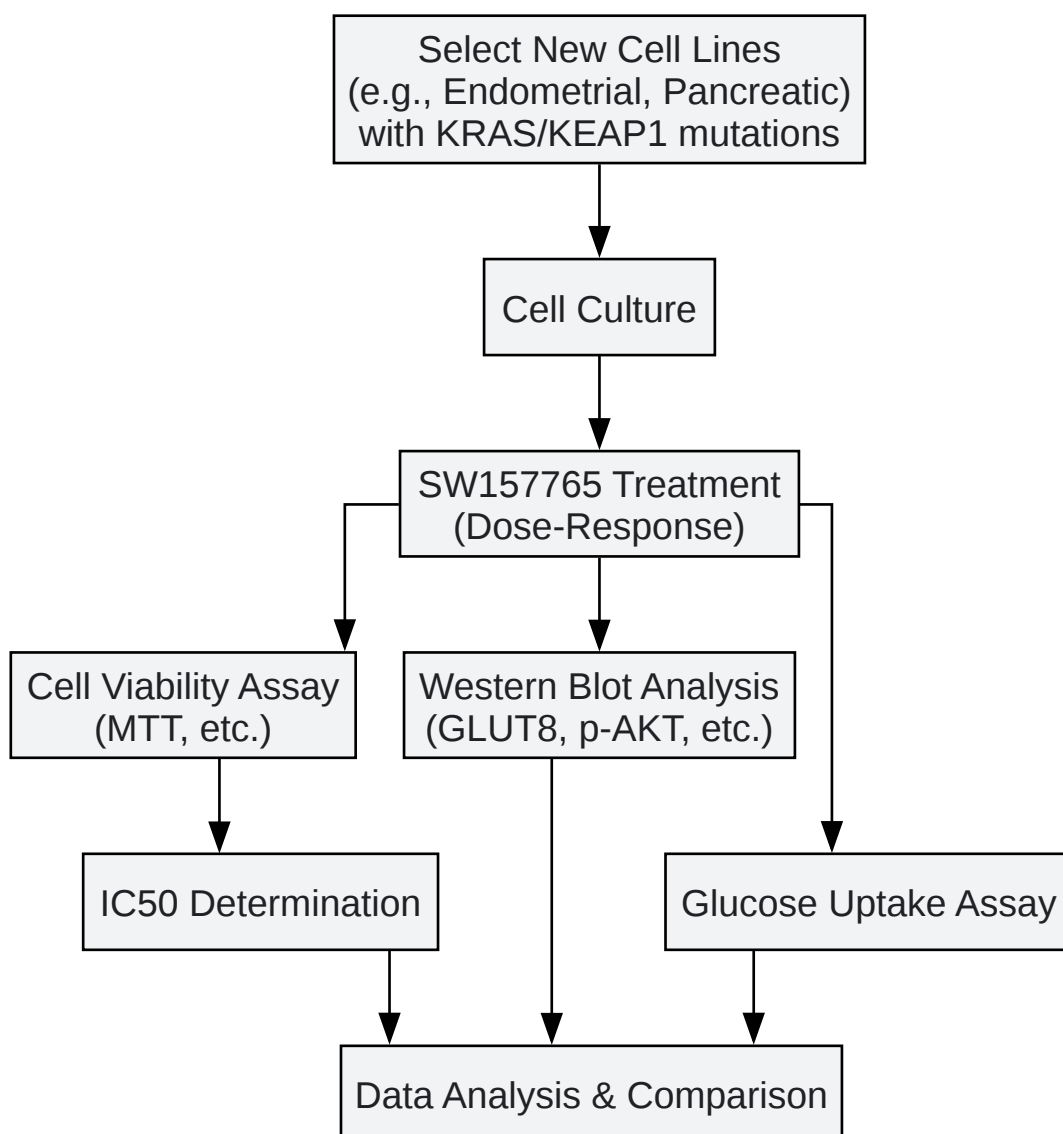 Select New Cell Lines
(e.g., Endometrial, Pancreatic)
with KRAS/KEAP1 mutations
Cell Culture
SW157765 Treatment
(Dose-Response)
Cell Viability Assay
(MTT, etc.)
Western Blot Analysis
(GLUT8, p-AKT, etc.)
IC50 Determination
Glucose Uptake Assay
Data Analysis & Comparison